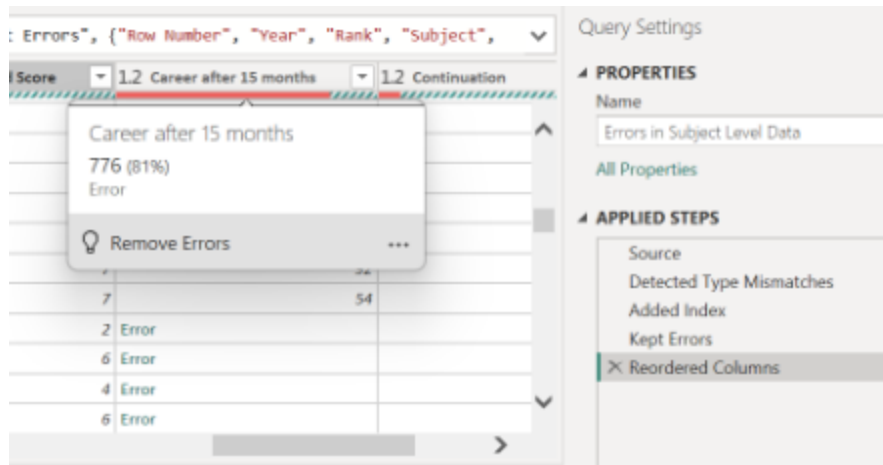 : Errors", {"Row Number", "Year", "Rank", "Subject",
Score
1.2 Career after 15 months
1.2 Continuation
Career after 15 months
776 (81%)
Error
Remove Errors
...
7 54
2 Error
6 Error
4 Error
6 Error
Query Settings
PROPERTIES
Name
Errors in Subject Level Data
All Properties
APPLIED STEPS
Source
Detected Type Mismatches
Added Index
Kept Errors
Reordered Columns